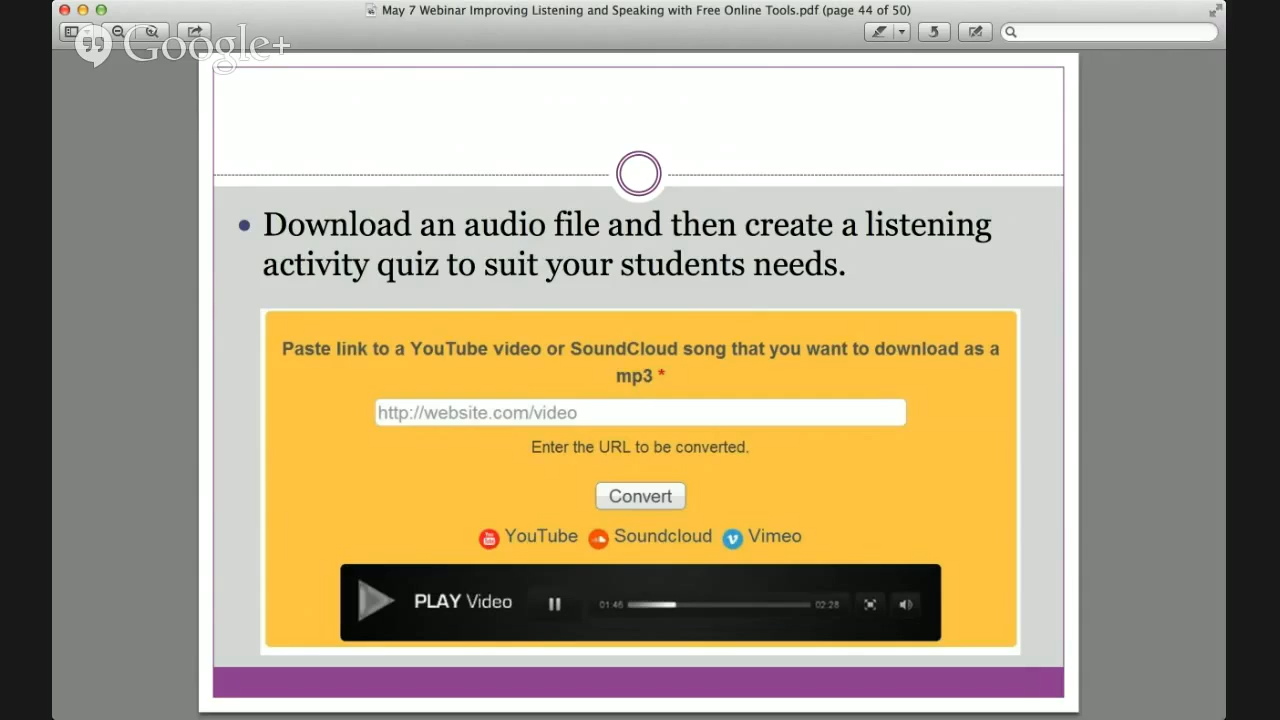 May 7 Webinar Improving Listening and Speaking with Free Online Tools.pdf (page 44 of 50)
Google+
Download an audio file and then create a listening
activity quiz to suit your students needs.
Paste link to a YouTube video or SoundCloud song that you want to download as a
mp3 *
http://website.com/video
Enter the URL to be converted.
Convert
YouTube Soundcloud Vimeo
PLAY Video 01:46 02:28